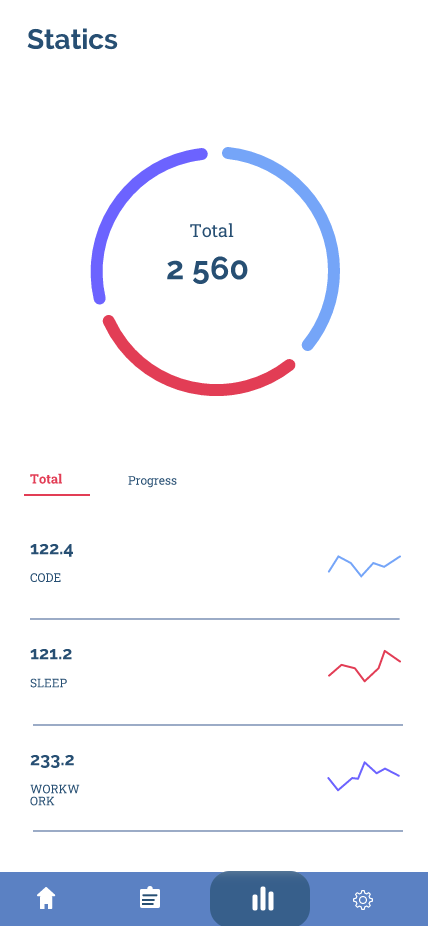 Statics
Total
2 560
Total
Progress
122.4
CODE
121.2
SLEEP
233.2
WORKW
ORK